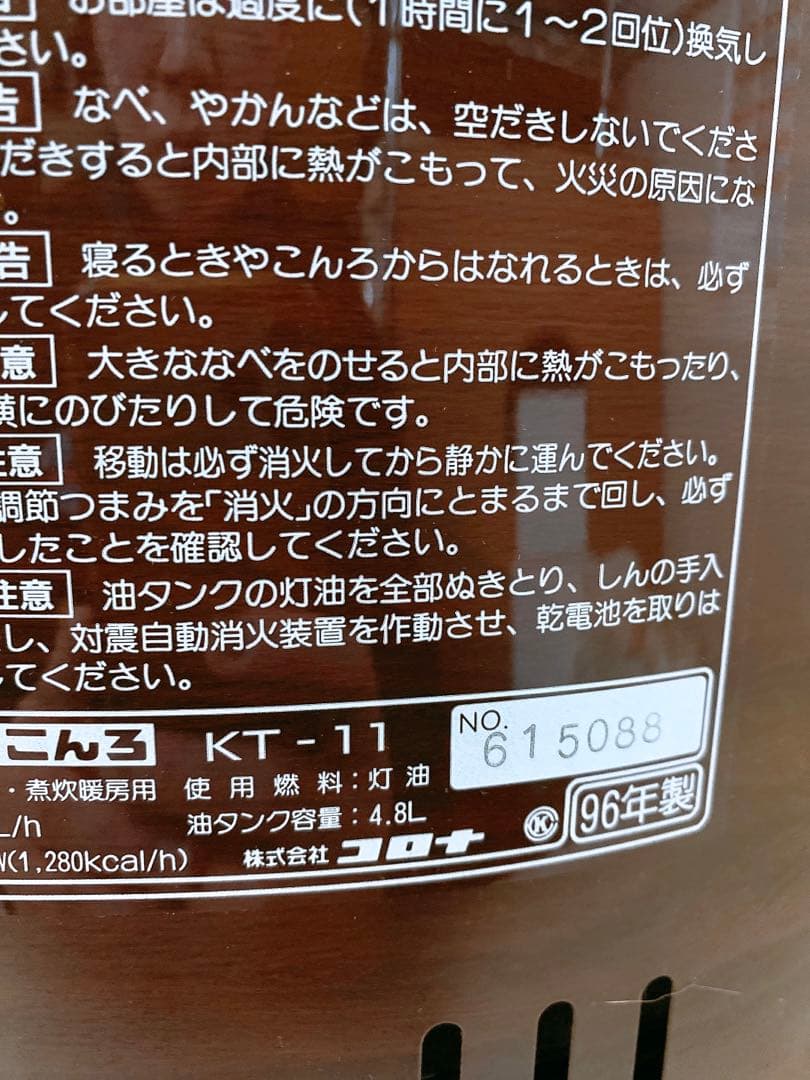 お部屋は適度に(1時間に1〜2回位)換気し
さい。
告 なべ、やかんなどは、空だきしないでくださ
だきすると内部に熱がこもって、火災の原因にな
。
告 寝るときやこんろからはなれるときは、必ず
してください。
意 大きななべをのせると内部に熱がこもったり、
横にのびたりして危険です。
注意 移動は必ず消火してから静かに運んでください。
調節つまみを「消火」の方向にとまるまで回し、必ず
したことを確認してください。
注意 油タンクの灯油を全部ぬきとり、しんの手入
し、対震自動消火装置を作動させ、乾電池を取りは
してください。
こんろ KT-11 NO. 615088
・煮炊暖房用 使用燃料:灯油
L/h 油タンク容量:4.8L 96年製
W(1,280kcal/h) 株式会社コロナ